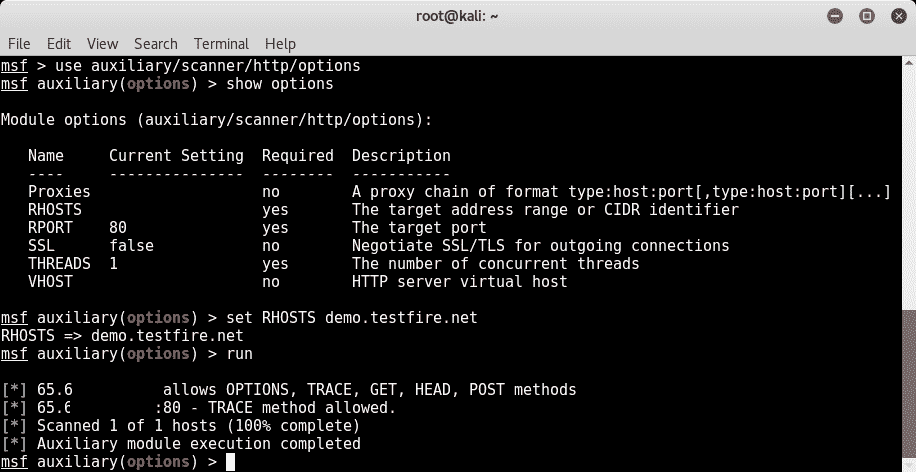 root@kali: ~
File Edit View Search Terminal Help
msf > use auxiliary/scanner/http/options
msf auxiliary(options) > show options
Module options (auxiliary/scanner/http/options):
Name Current Setting Required Description
---- --------------- -------- -----------
Proxies no A proxy chain of format type:host:port[,type:host:port][...]
RHOSTS yes The target address range or CIDR identifier
RPORT 80 yes The target port
SSL false no Negotiate SSL/TLS for outgoing connections
THREADS 1 yes The number of concurrent threads
VHOST no HTTP server virtual host
msf auxiliary(options) > set RHOSTS demo.testfire.net
RHOSTS => demo.testfire.net
msf auxiliary(options) > run
[*] 65.6 allows OPTIONS, TRACE, GET, HEAD, POST methods
[*] 65.6 :80 - TRACE method allowed.
[*] Scanned 1 of 1 hosts (100% complete)
[*] Auxiliary module execution completed
msf auxiliary(options) >